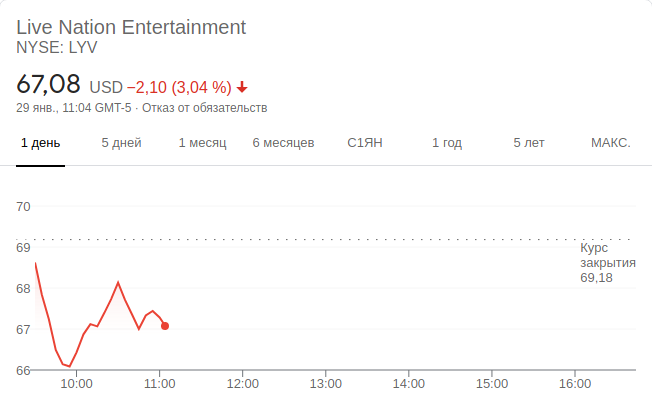 Live Nation Entertainment
NYSE: LYV
67,08 USD −2,10 (3,04 %)
29 янв., 11:04 GMT-5 · Отказ от обязательств
1 день 5 дней 1 месяц 6 месяцев С1ЯН 1 год 5 лет МАКС.
70
69
Курс
закрытия
69,18
68
67
66
10:00 11:00 12:00 13:00 14:00 15:00 16:00